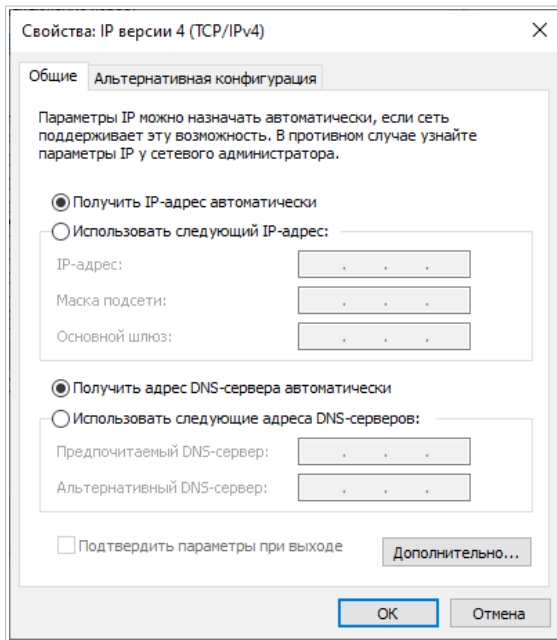 Свойства: IP версии 4 (TCP/IPv4)
Общие Альтернативная конфигурация
Параметры IP можно назначать автоматически, если сеть
поддерживает эту возможность. В противном случае узнайте
параметры IP у сетевого администратора.
Получить IP-адрес автоматически
Использовать следующий IP-адрес:
IP-адрес:
Маска подсети:
Основной шлюз:
Получить адрес DNS-сервера автоматически
Использовать следующие адреса DNS-серверов:
Предпочитаемый DNS-сервер:
Альтернативный DNS-сервер:
Подтвердить параметры при выходе
Дополнительно...
ОК Отмена